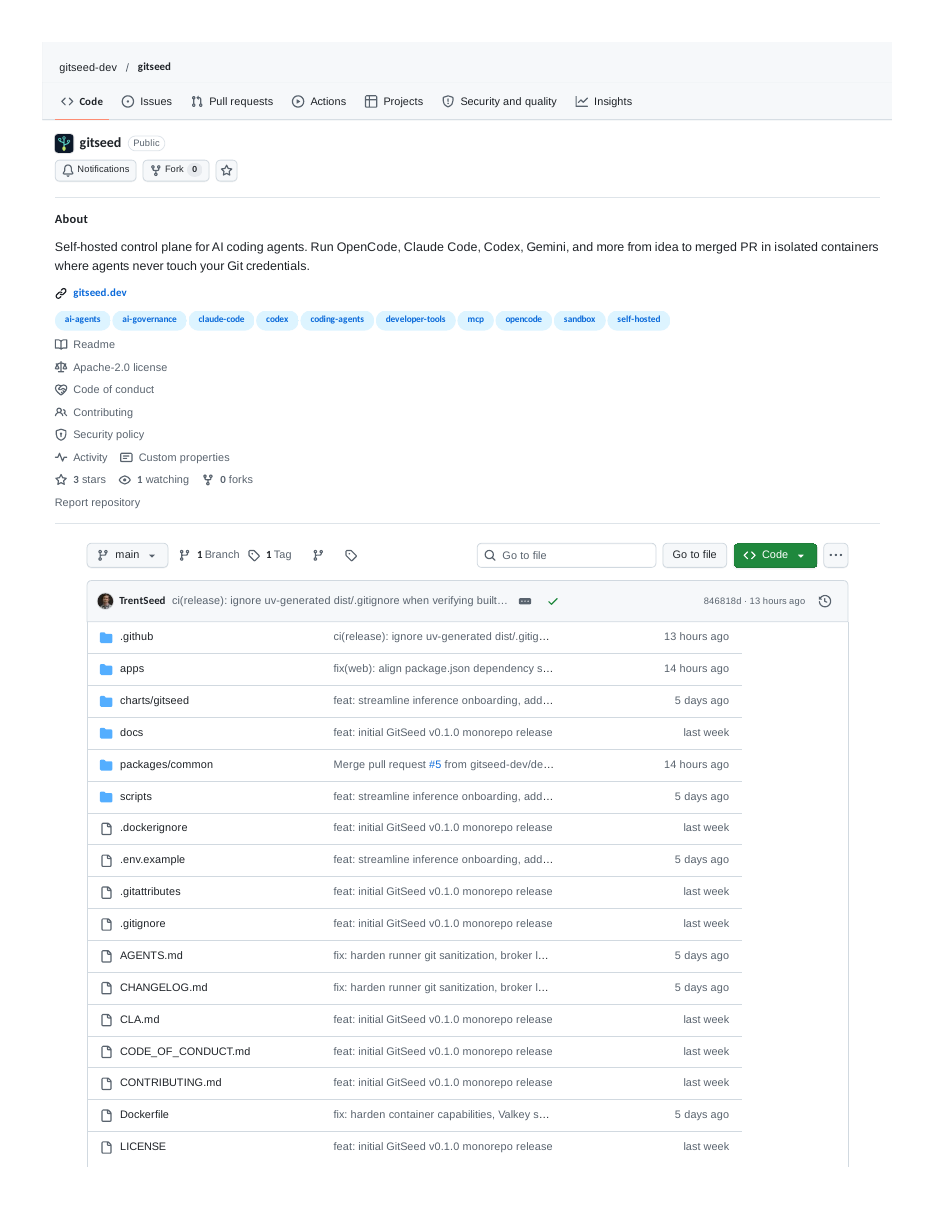 gitseed-dev / gitseed
Code Issues Pull requests Actions Projects Security and quality Insights
gitseed Public
Notifications Fork 0
About
Self-hosted control plane for AI coding agents. Run OpenCode, Claude Code, Codex, Gemini, and more from idea to merged PR in isolated containers
where agents never touch your Git credentials.
gitseed.dev
ai-agents ai-governance claude-code codex coding-agents developer-tools mcp opencode sandbox self-hosted
Readme
Apache-2.0 license
Code of conduct
Contributing
Security policy
Activity Custom properties
3 stars 1 watching 0 forks
Report repository
main 1 Branch 1 Tag Go to file Go to file Code
TrentSeed ci(release): ignore uv-generated dist/.gitignore when verifying built… 846818d · 13 hours ago
.github ci(release): ignore uv-generated dist/.gitig… 13 hours ago
apps fix(web): align package.json dependency s… 14 hours ago
charts/gitseed feat: streamline inference onboarding, add… 5 days ago
docs feat: initial GitSeed v0.1.0 monorepo release last week
packages/common Merge pull request #5 from gitseed-dev/de… 14 hours ago
scripts feat: streamline inference onboarding, add… 5 days ago
.dockerignore feat: initial GitSeed v0.1.0 monorepo release last week
.env.example feat: streamline inference onboarding, add… 5 days ago
.gitattributes feat: initial GitSeed v0.1.0 monorepo release last week
.gitignore feat: initial GitSeed v0.1.0 monorepo release last week
AGENTS.md fix: harden runner git sanitization, broker l… 5 days ago
CHANGELOG.md fix: harden runner git sanitization, broker l… 5 days ago
CLA.md feat: initial GitSeed v0.1.0 monorepo release last week
CODE_OF_CONDUCT.md feat: initial GitSeed v0.1.0 monorepo release last week
CONTRIBUTING.md feat: initial GitSeed v0.1.0 monorepo release last week
Dockerfile fix: harden container capabilities, Valkey s… 5 days ago
LICENSE feat: initial GitSeed v0.1.0 monorepo release last week